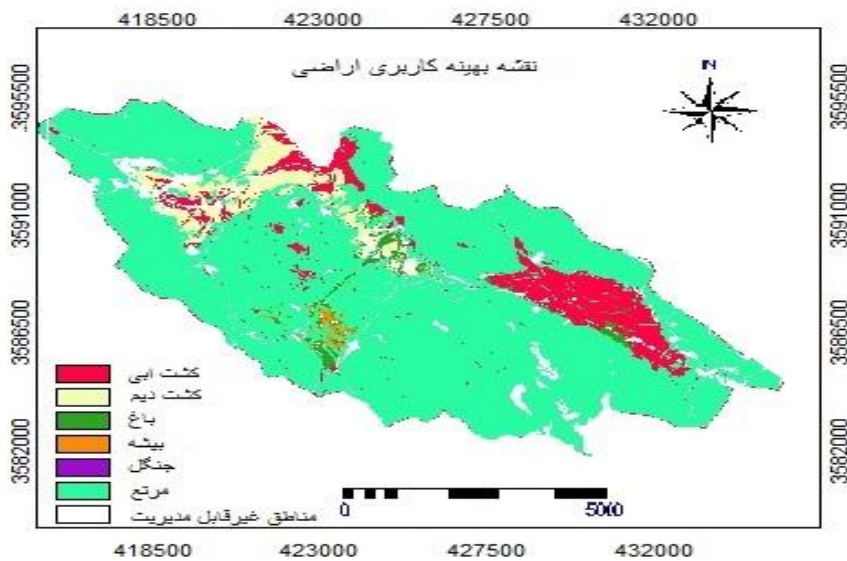 418500 423000 427500 432000
نقشه بهینه کاربری اراضی
N
3595500 3595500
3591000 3591000
3586500 3586500
3582000 3582000
کشت ابی
کشت دیم
باغ
بیشه
جنگل
مرتع
مناطق غیرقابل مدیریت
0 5000
418500 423000 427500 432000